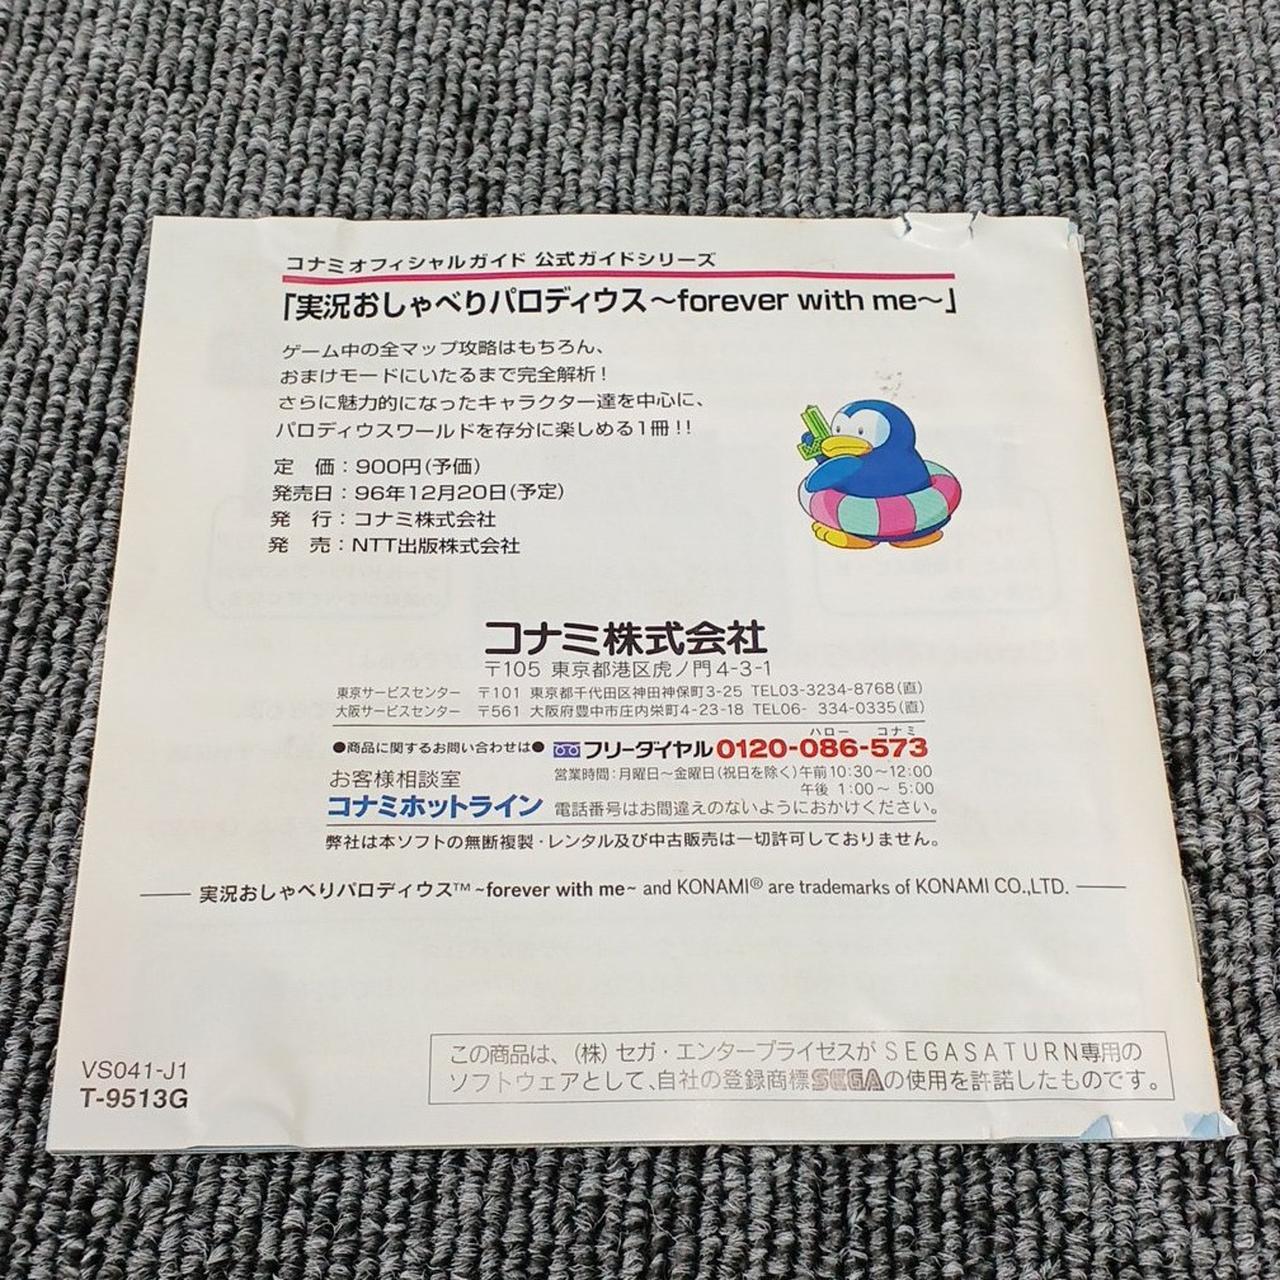 コナミオフィシャルガイド 公式ガイドシリーズ
「実況おしゃべりパロディウス〜forever with me〜」
ゲーム中の全マップ攻略はもちろん、
おまけモードにいたるまで完全解析！
さらに魅力的になったキャラクター達を中心に、
パロディウスワールドを存分に楽しめる1冊!!
定　価：900円(予価)
発売日：96年12月20日(予定)
発　行：コナミ株式会社
発　売：NTT出版株式会社
コナミ株式会社
〒105 東京都港区虎ノ門4-3-1
東京サービスセンター 〒101 東京都千代田区神田神保町3-25 TEL03-3234-8768(直)
大阪サービスセンター 〒561 大阪府豊中市庄内栄町4-23-18 TEL06- 334-0335(直)
ハロー コナミ
●商品に関するお問い合わせは● フリーダイヤル0120-086-573
お客様相談室 営業時間：月曜日〜金曜日(祝日を除く)午前10:30〜12:00
午後 1:00〜 5:00
コナミホットライン 電話番号はお間違えのないようにおかけください。
弊社は本ソフトの無断複製・レンタル及び中古販売は一切許可しておりません。
実況おしゃべりパロディウス™ ~forever with me~ and KONAMI® are trademarks of KONAMI CO.,LTD.
VS041-J1
T-9513G
この商品は、(株)セガ・エンタープライゼスがSEGASATURN専用の
ソフトウェアとして、自社の登録商標SEGAの使用を許諾したものです。